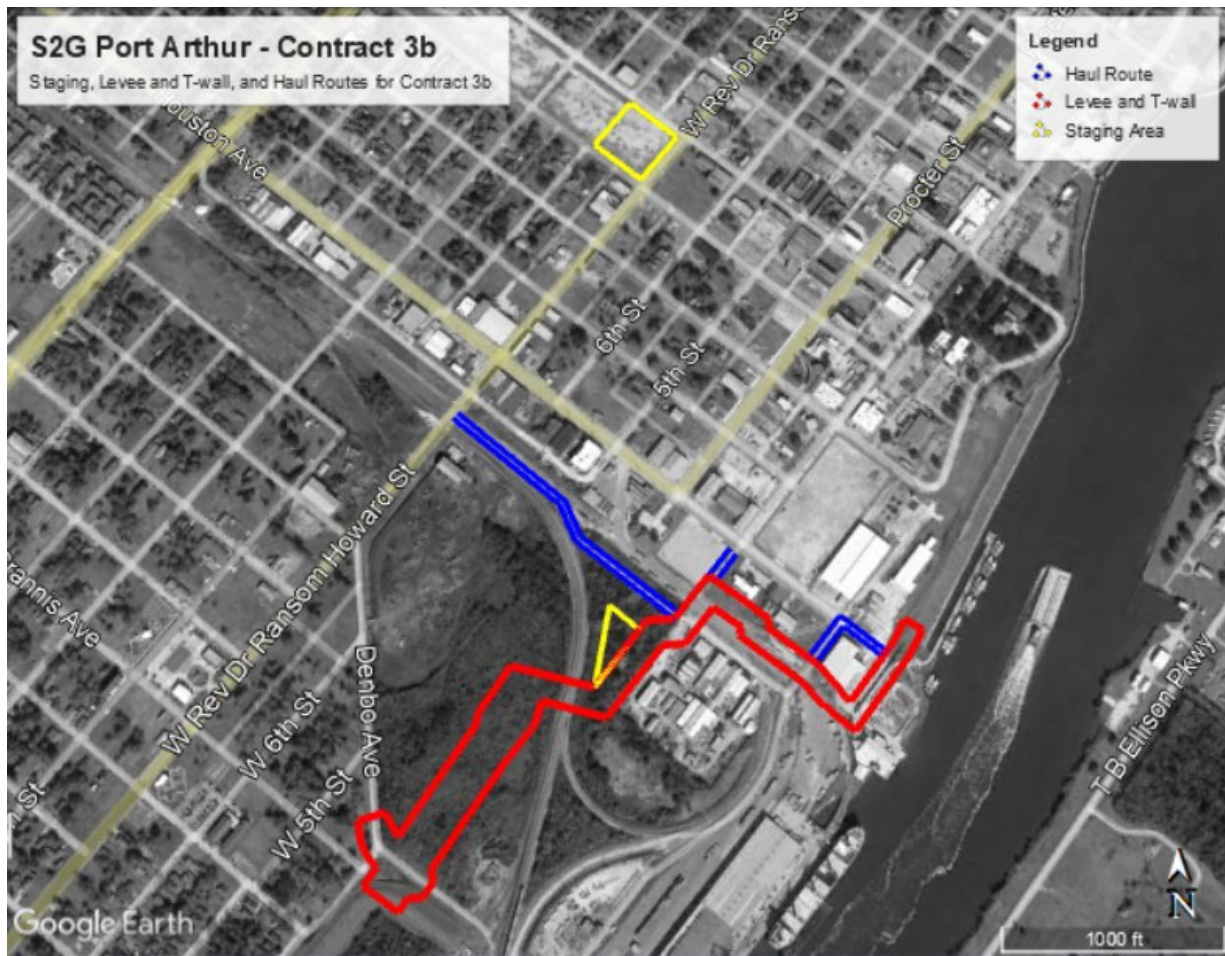 S2G Port Arthur - Contract 3b
Staging, Levee and T-wall, and Haul Routes for Contract 3b
Legend
Haul Route
Levee and T-wall
Staging Area
W Rev Dr Ransom
Houston Ave
Procter St
6th St
5th St
W Rev Dr Ransom Howard St
Denbo Ave
W 6th St
W 5th St
T B Ellison Pkwy
St
Google Earth
N
1000 ft